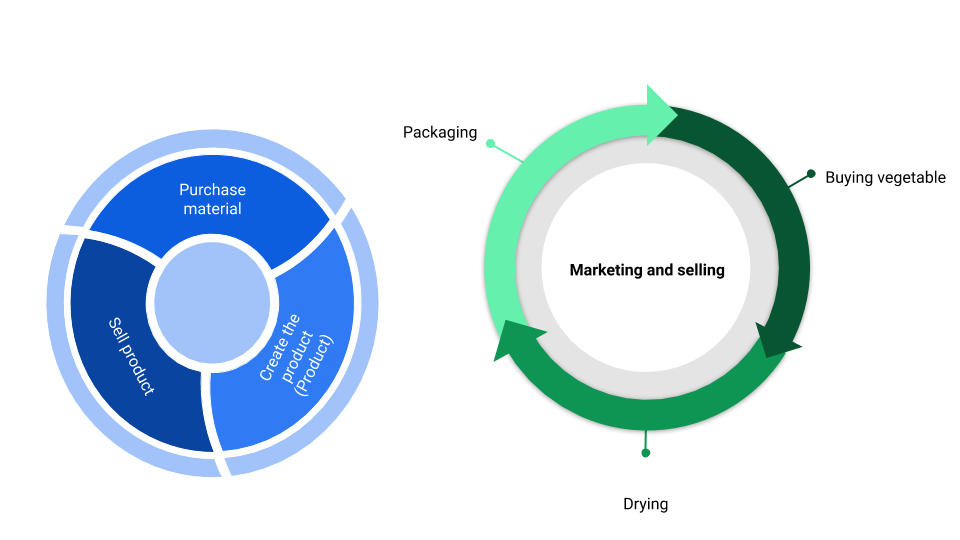 Purchase
material
Create the
product
(Product)
Sell product
Packaging
Buying vegetable
Marketing and selling
Drying